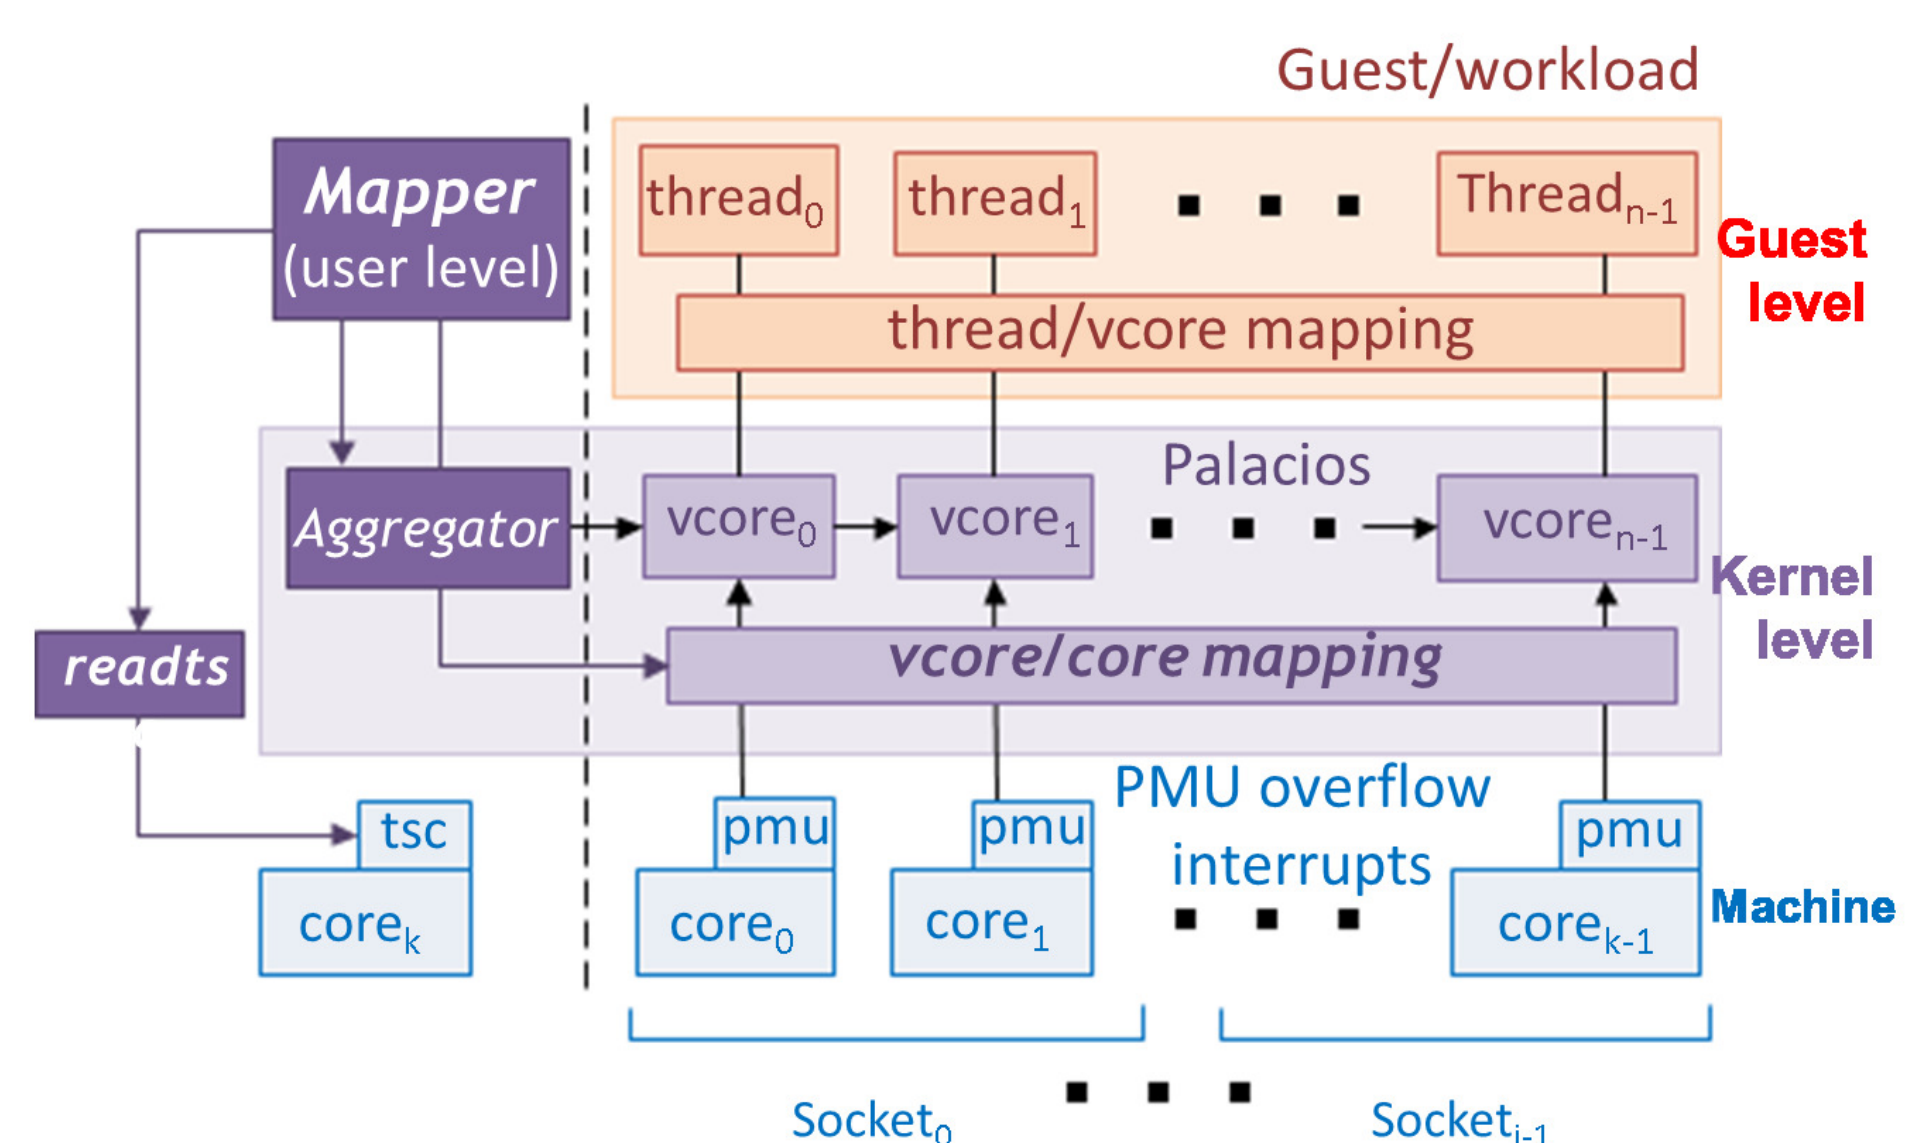 Guest/workload
Mapper
(user level)
thread0
thread1
Threadn-1
Guest
level
thread/vcore mapping
Palacios
Aggregator
vcore0
vcore1
vcoren-1
Kernel
level
readts
vcore/core mapping
PMU overflow
interrupts
tsc
pmu
pmu
pmu
corek
core0
core1
corek-1
Machine
Socket0
Socketj-1